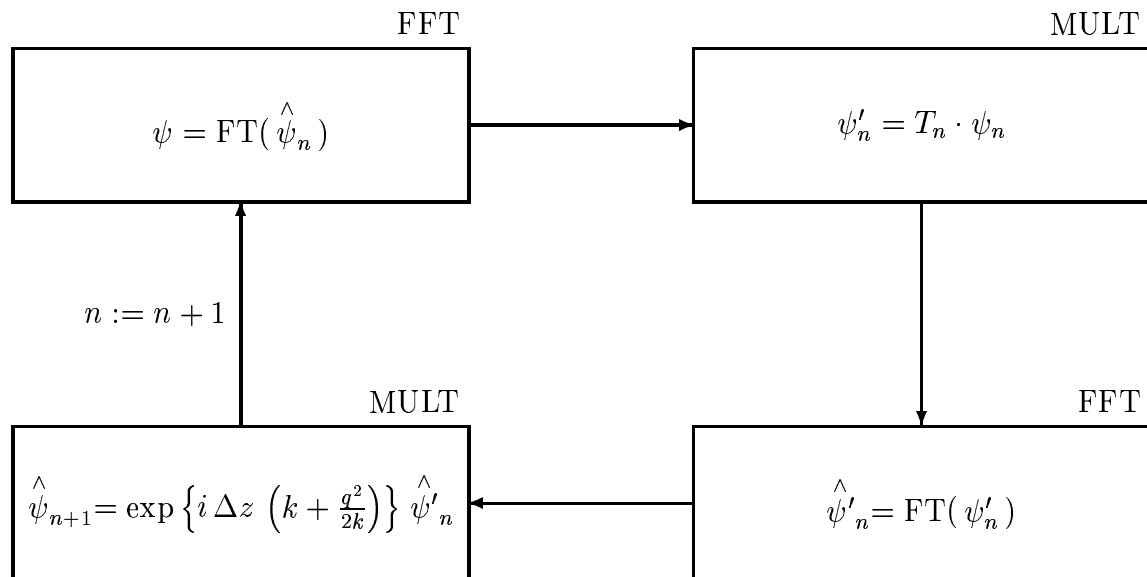 FFT
ψ = FT( ψ̂ₙ )
MULT
ψ′ₙ = Tₙ · ψₙ
n := n + 1
MULT
ψ̂ₙ₊₁ = exp { i Δz ( k + q²/2k ) } ψ̂′ₙ
FFT
ψ̂′ₙ = FT( ψ′ₙ )